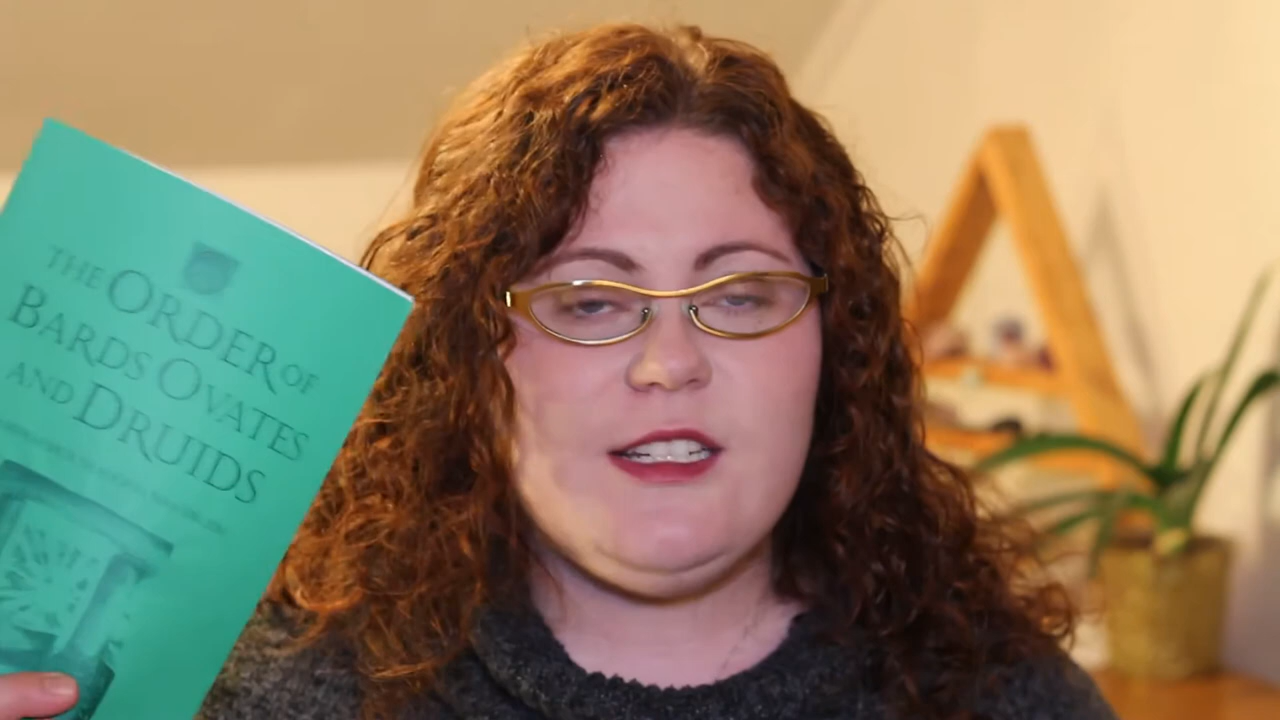 THE ORDER OF
BARDS OVATES
AND DRUIDS